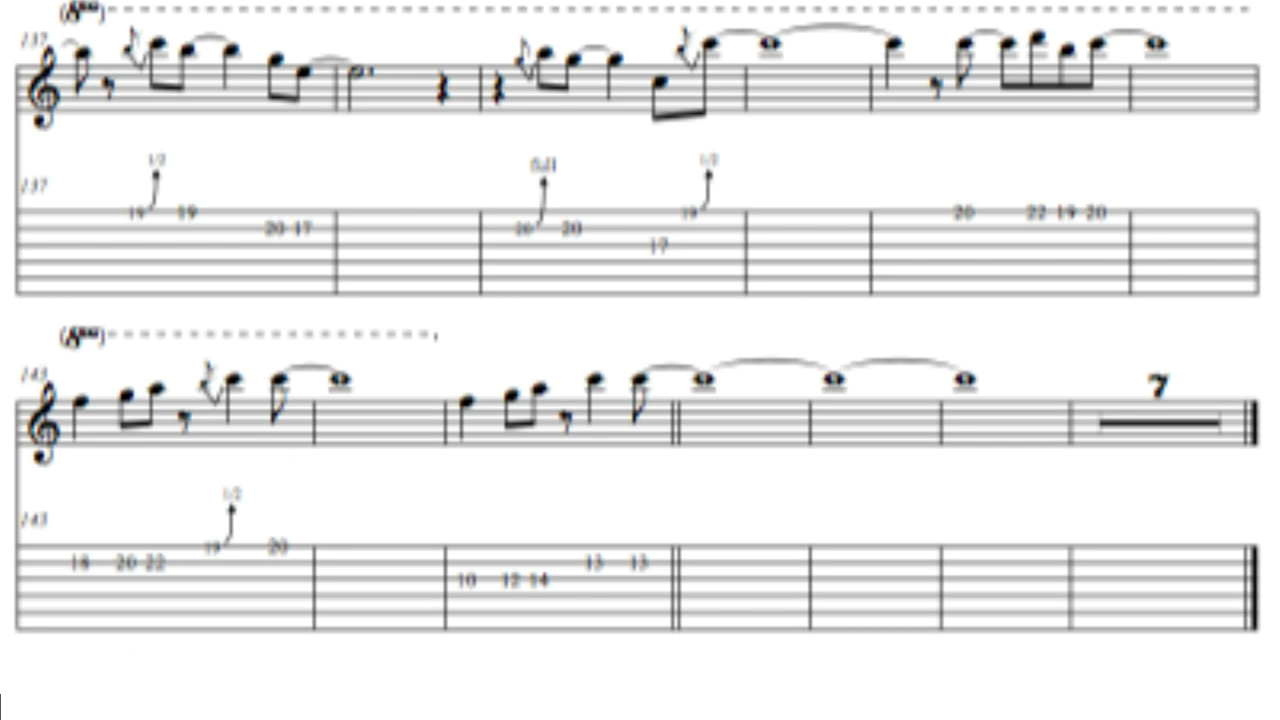 (8va)
137
1/2 full 1/2
137
19 19 19
20 17 20 20
17
20 22 19 20
(8va)
143
7
1/2
143
19 20
18 20 22 13 13
10 12 14